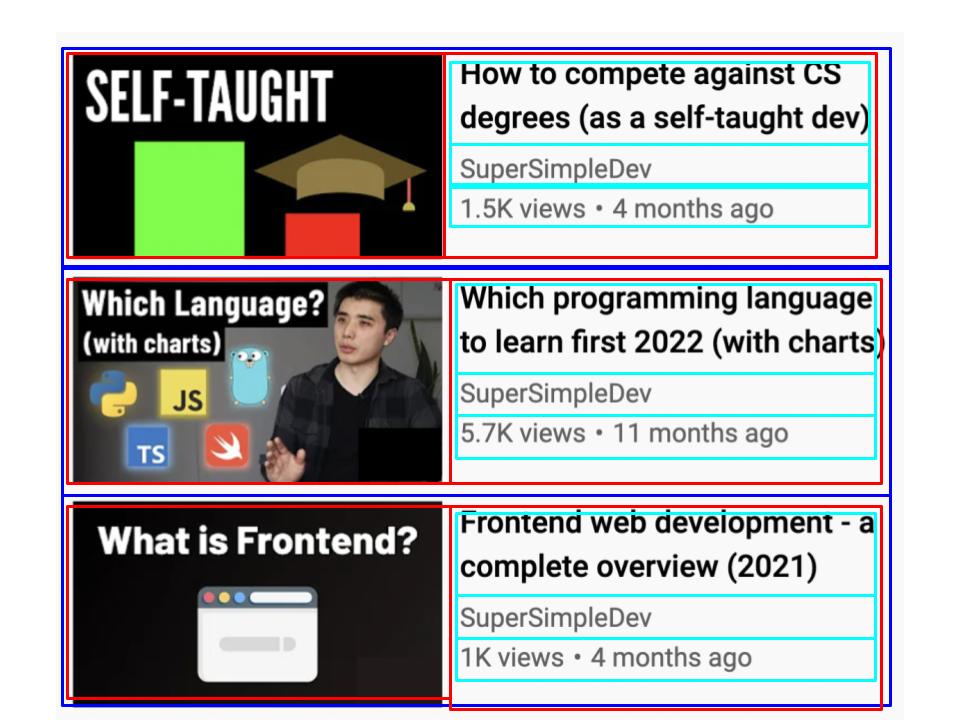 SELF-TAUGHT
How to compete against CS
degrees (as a self-taught dev)
SuperSimpleDev
1.5K views • 4 months ago
Which Language?
(with charts)
JS
TS
Which programming language
to learn first 2022 (with charts)
SuperSimpleDev
5.7K views • 11 months ago
What is Frontend?
Frontend web development - a
complete overview (2021)
SuperSimpleDev
1K views • 4 months ago